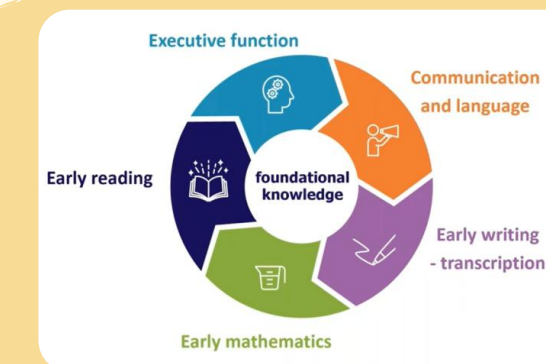 Executive function
Communication
and language
Early reading
foundational
knowledge
Early writing
- transcription
Early mathematics